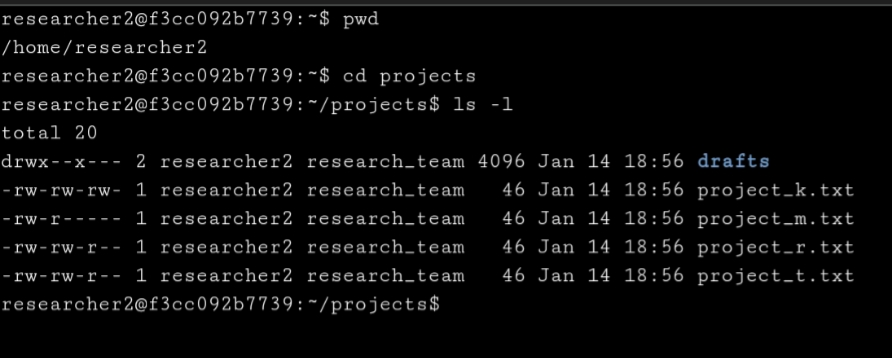 researcher2@f3cc092b7739:~$ pwd
/home/researcher2
researcher2@f3cc092b7739:~$ cd projects
researcher2@f3cc092b7739:~/projects$ ls -l
total 20
drwx--x--- 2 researcher2 research_team 4096 Jan 14 18:56 drafts
-rw-rw-rw- 1 researcher2 research_team   46 Jan 14 18:56 project_k.txt
-rw-r----- 1 researcher2 research_team   46 Jan 14 18:56 project_m.txt
-rw-rw-r-- 1 researcher2 research_team   46 Jan 14 18:56 project_r.txt
-rw-rw-r-- 1 researcher2 research_team   46 Jan 14 18:56 project_t.txt
researcher2@f3cc092b7739:~/projects$